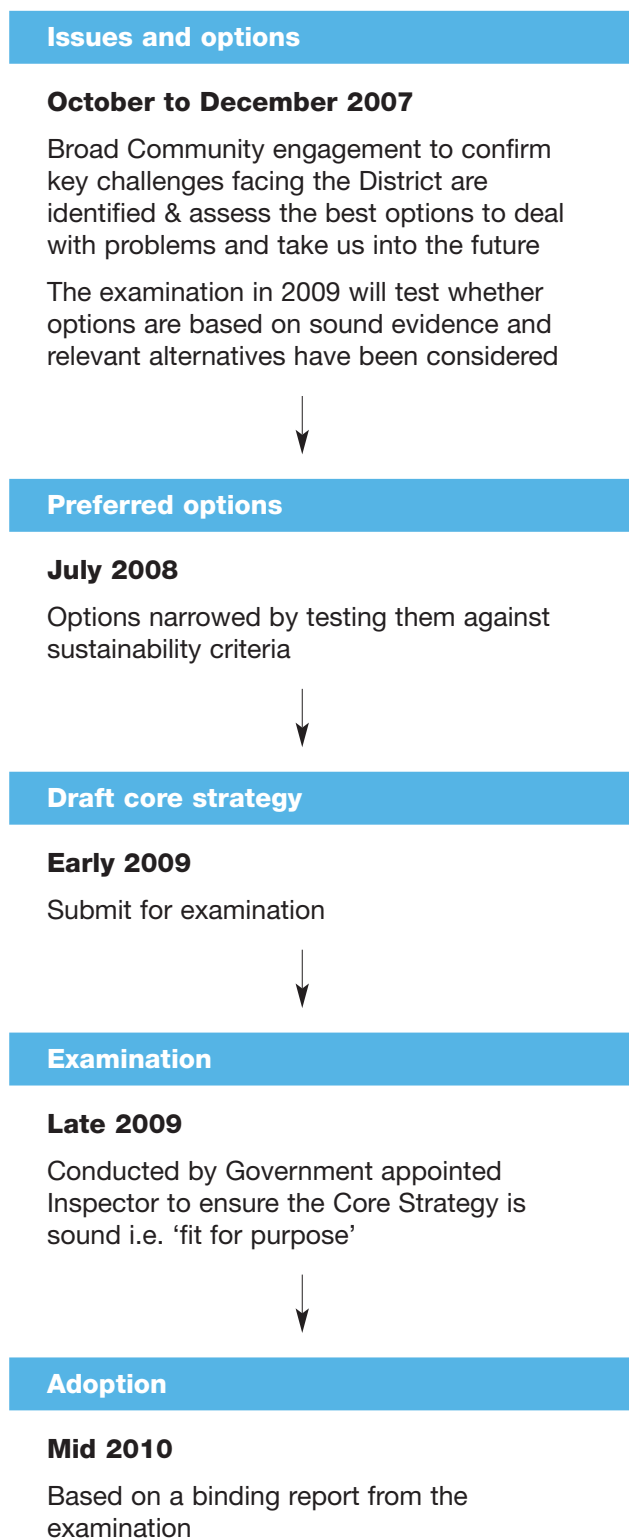 Issues and options
October to December 2007
Broad Community engagement to confirm
key challenges facing the District are
identified & assess the best options to deal
with problems and take us into the future
The examination in 2009 will test whether
options are based on sound evidence and
relevant alternatives have been considered
Preferred options
July 2008
Options narrowed by testing them against
sustainability criteria
Draft core strategy
Early 2009
Submit for examination
Examination
Late 2009
Conducted by Government appointed
Inspector to ensure the Core Strategy is
sound i.e. ‘fit for purpose’
Adoption
Mid 2010
Based on a binding report from the
examination